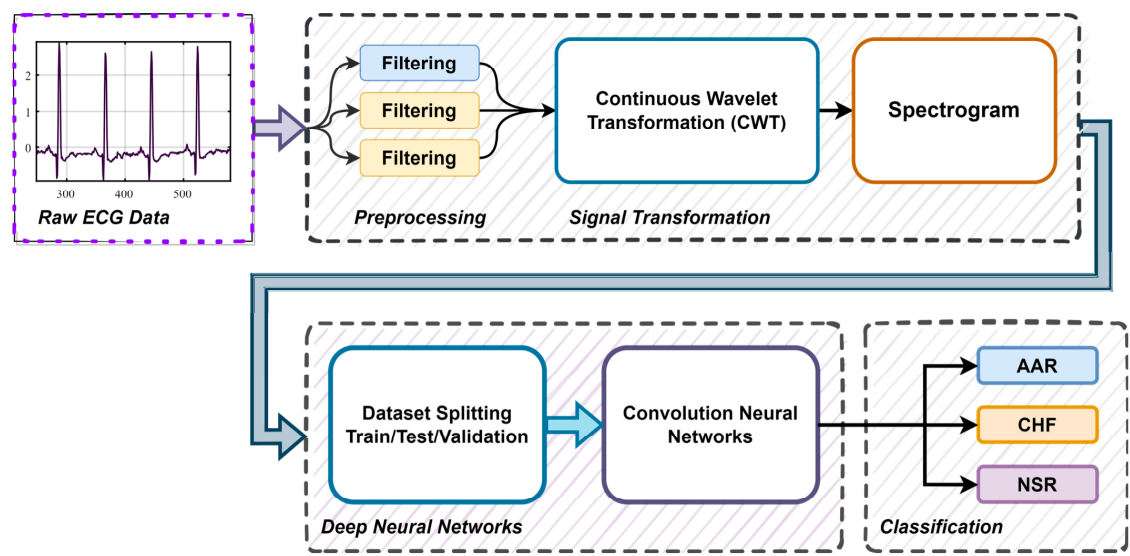 2
1
0
300
400
500
Raw ECG Data
Filtering
Filtering
Filtering
Preprocessing
Continuous Wavelet
Transformation (CWT)
Signal Transformation
Spectrogram
Dataset Splitting
Train/Test/Validation
Convolution Neural
Networks
Deep Neural Networks
AAR
CHF
NSR
Classification